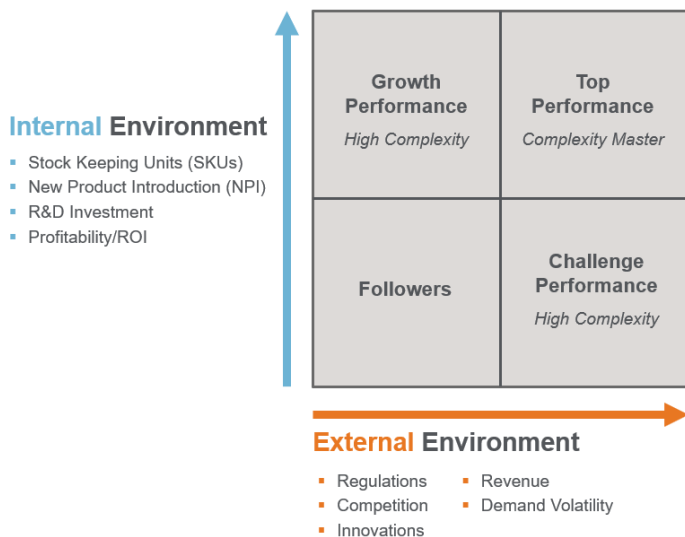 Internal Environment
Stock Keeping Units (SKUs)
New Product Introduction (NPI)
R&D Investment
Profitability/ROI
Growth
Performance
High Complexity
Top
Performance
Complexity Master
Followers
Challenge
Performance
High Complexity
External Environment
Regulations
Competition
Innovations
Revenue
Demand Volatility